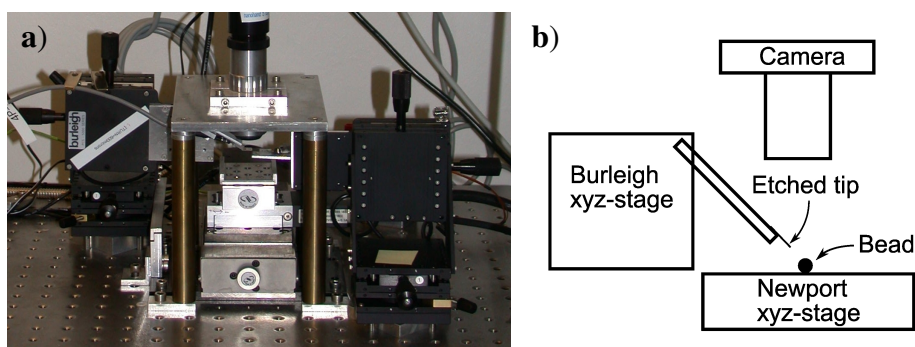 a)
burleigh
b)
Camera
Burleigh
xyz-stage
Etched tip
Bead
Newport
xyz-stage